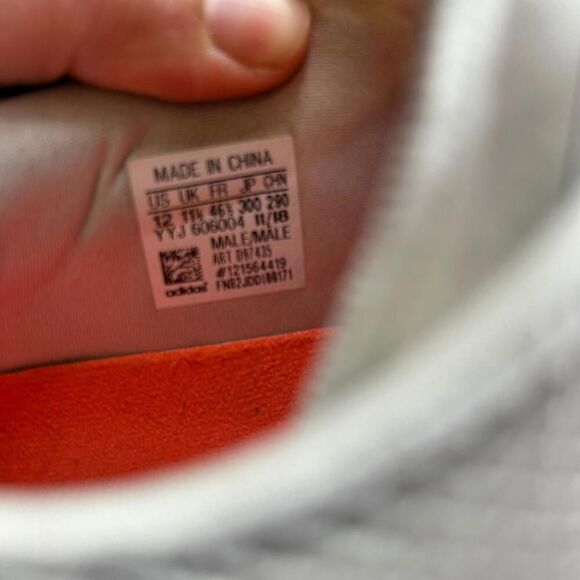 MADE IN CHINA
US UK FR JP CHN
12 11½ 46⅔ 300 290
YYJ 606004 11/18
MALE/MALE
ART D97435
#121564419
adidas